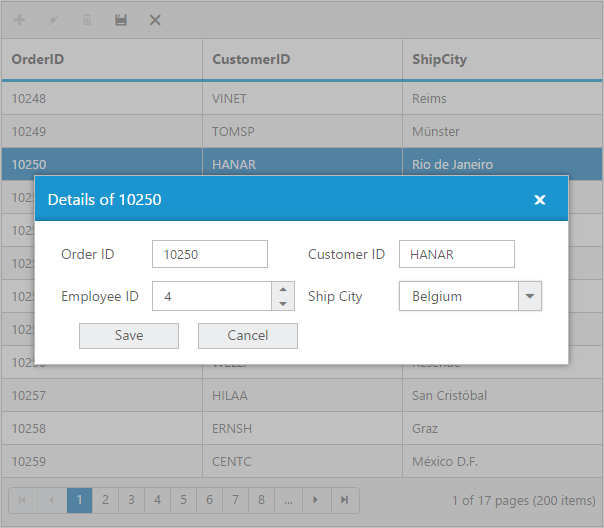 OrderID CustomerID ShipCity
10248 VINET Reims
10249 TOMSP Münster
10250 HANAR Rio de Janeiro
Details of 10250
Order ID 10250 Customer ID HANAR
Employee ID 4 Ship City Belgium
Save Cancel
10257 HILAA San Cristóbal
10258 ERNSH Graz
10259 CENTC México D.F.
1 2 3 4 5 6 7 8 ... 1 of 17 pages (200 items)